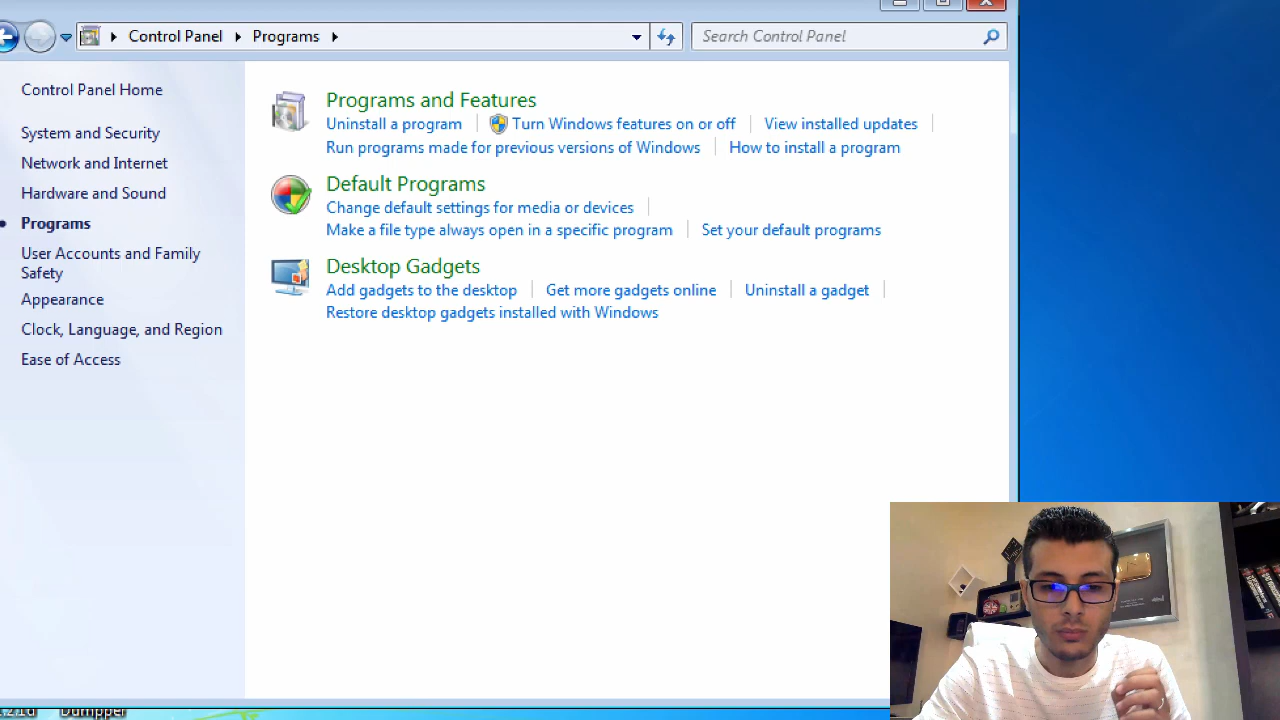 Control Panel Programs
Search Control Panel
Control Panel Home
System and Security
Network and Internet
Hardware and Sound
Programs
User Accounts and Family
Safety
Appearance
Clock, Language, and Region
Ease of Access
Programs and Features
Uninstall a program Turn Windows features on or off View installed updates
Run programs made for previous versions of Windows How to install a program
Default Programs
Change default settings for media or devices
Make a file type always open in a specific program Set your default programs
Desktop Gadgets
Add gadgets to the desktop Get more gadgets online Uninstall a gadget
Restore desktop gadgets installed with Windows
Dumpper